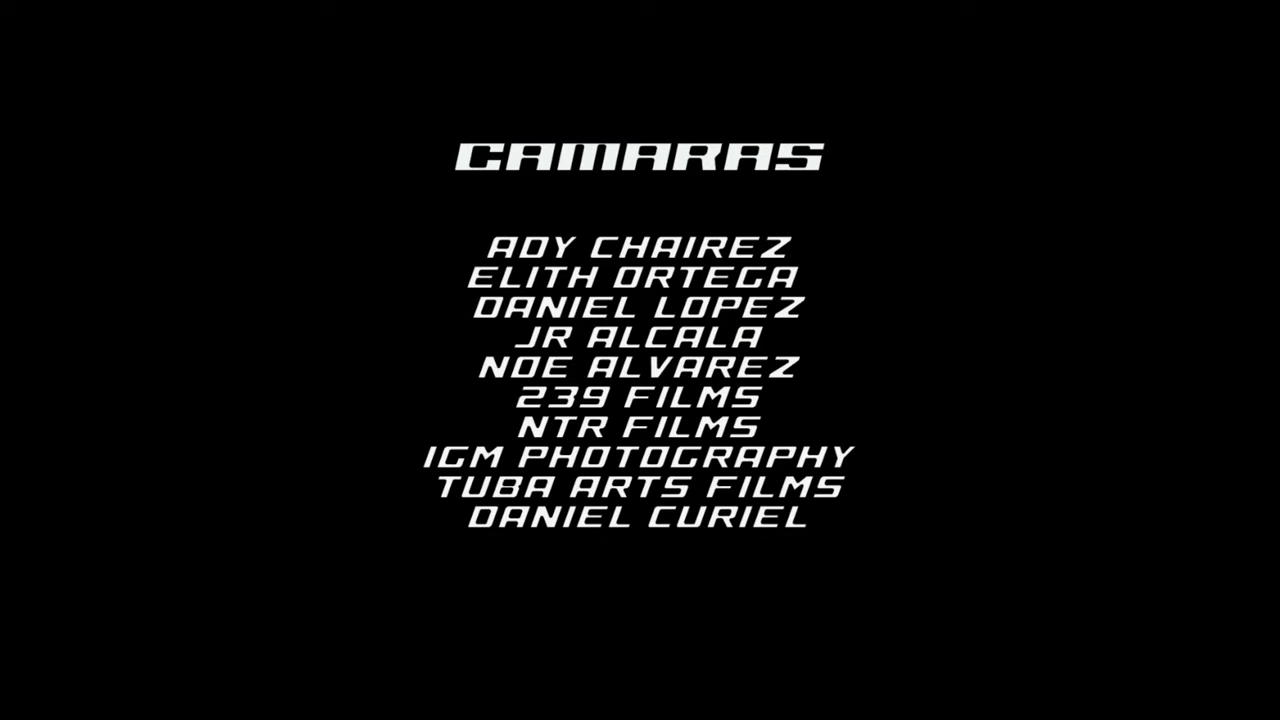 CAMARAS
ADY CHAIREZ
ELITH ORTEGA
DANIEL LOPEZ
JR ALCALA
NOE ALVAREZ
239 FILMS
NTR FILMS
IGM PHOTOGRAPHY
TUBA ARTS FILMS
DANIEL CURIEL